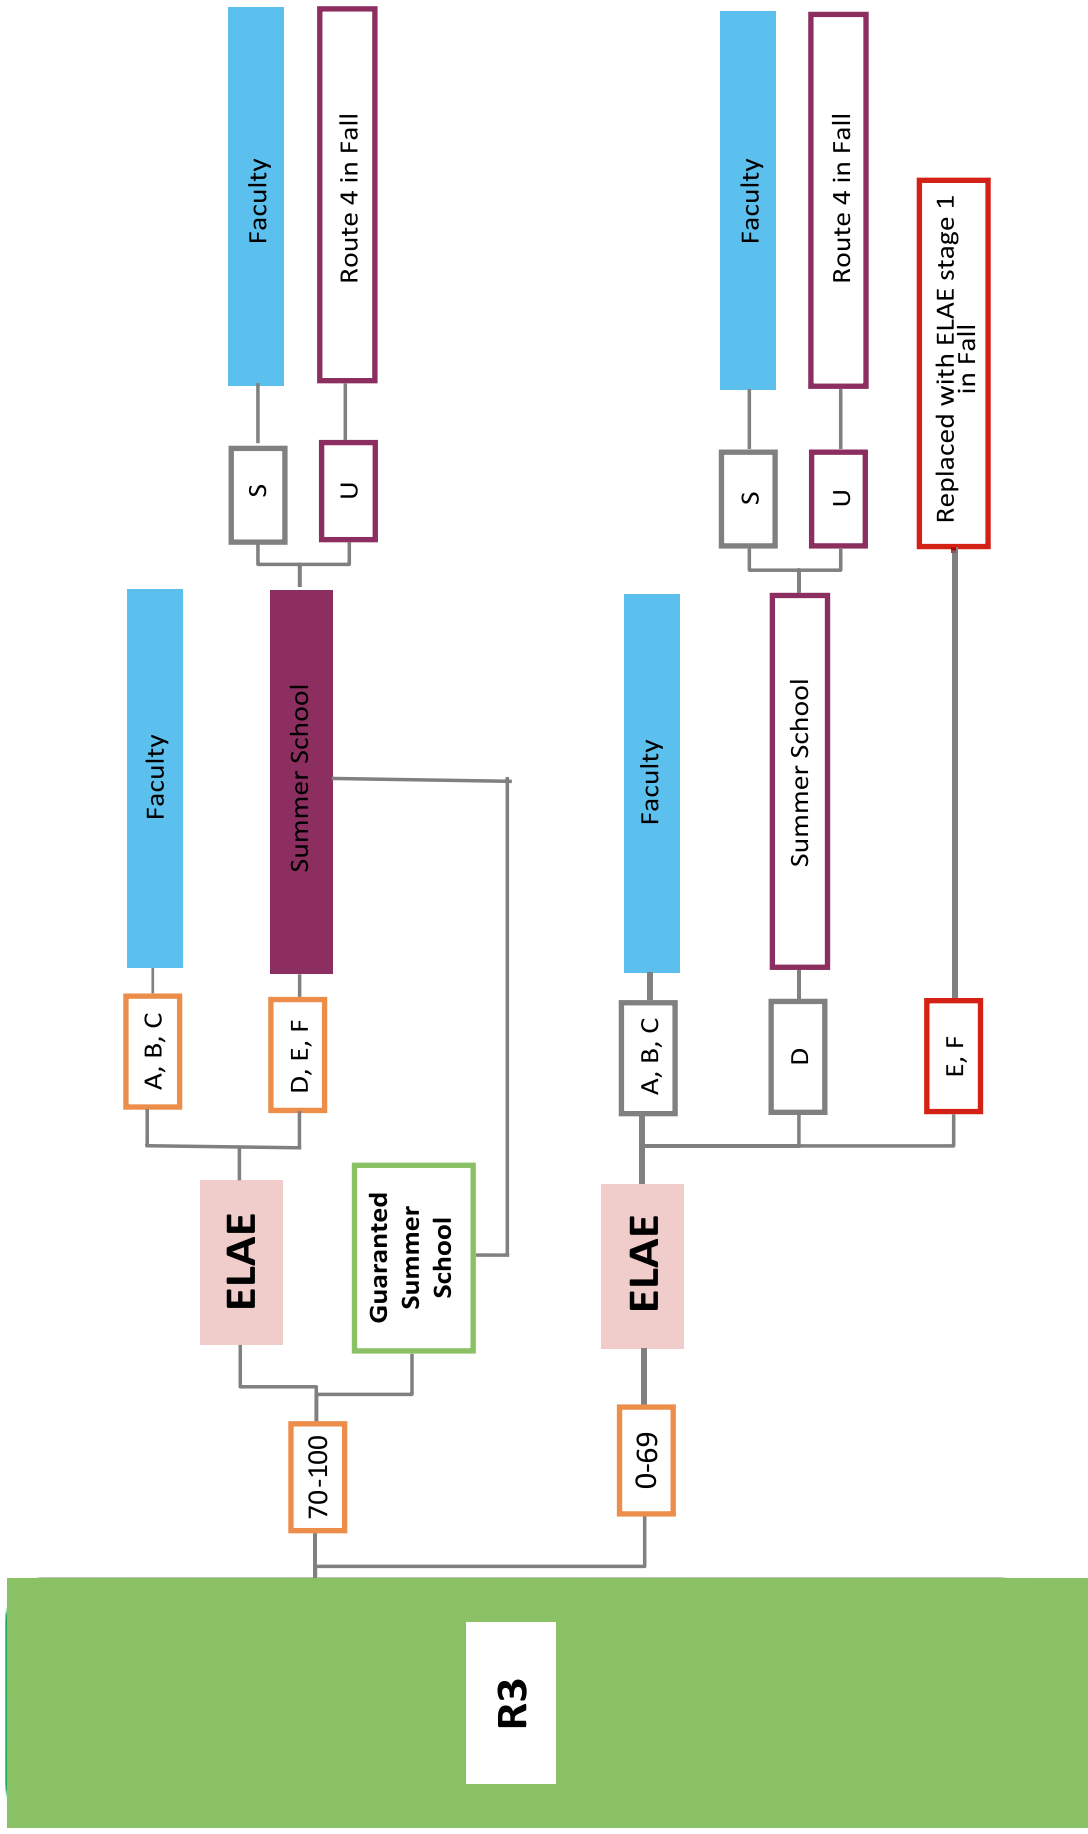 R3
70-100
0-69
ELAE
Guaranted
Summer
School
ELAE
A, B, C
D, E, F
A, B, C
D
E, F
Faculty
Summer School
Faculty
Summer School
S
U
S
U
Faculty
Route 4 in Fall
Faculty
Route 4 in Fall
Replaced with ELAE stage 1
in Fall